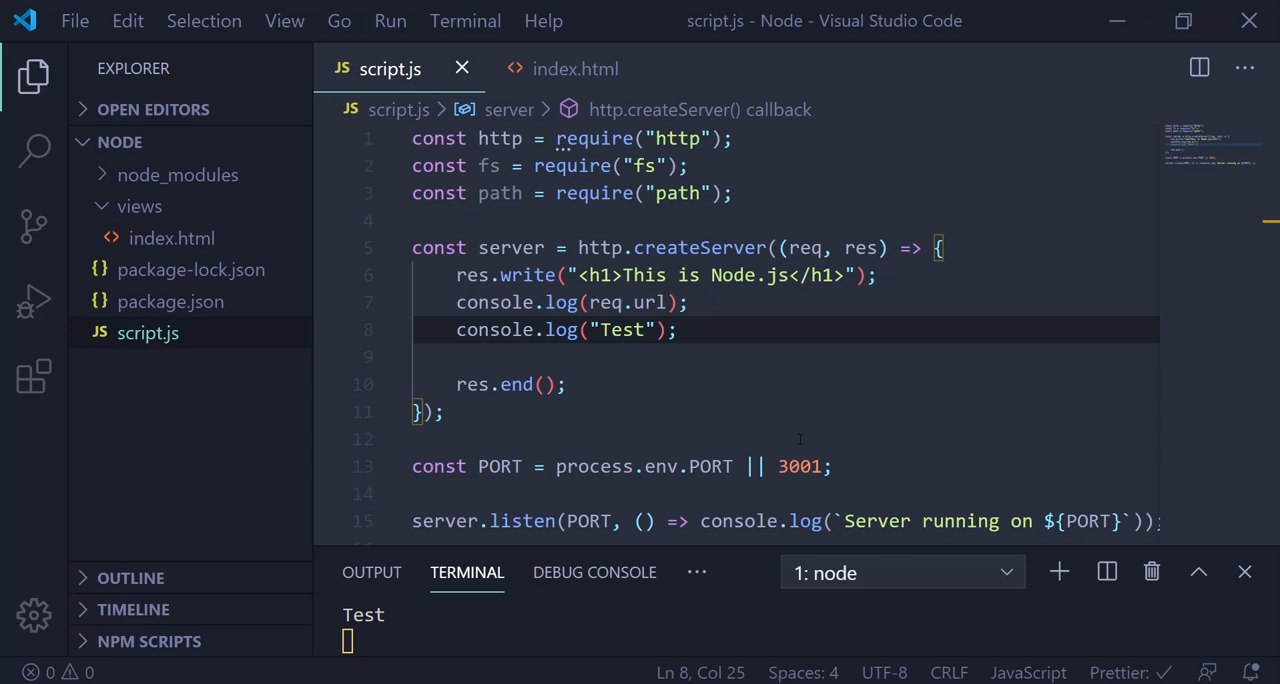 File Edit Selection View Go Run Terminal Help script.js - Node - Visual Studio Code
EXPLORER
OPEN EDITORS
NODE
node_modules
views
<> index.html
{} package-lock.json
{} package.json
JS script.js
OUTLINE
TIMELINE
NPM SCRIPTS
JS script.js <> index.html
JS script.js > server > http.createServer() callback
1 const http = require("http");
2 const fs = require("fs");
3 const path = require("path");
4
5 const server = http.createServer((req, res) => {
6 res.write("<h1>This is Node.js</h1>");
7 console.log(req.url);
8 console.log("Test");
9
10 res.end();
11 });
12
13 const PORT = process.env.PORT || 3001;
14
15 server.listen(PORT, () => console.log(`Server running on ${PORT}`));
OUTPUT TERMINAL DEBUG CONSOLE ··· 1: node
Test
0 0 Ln 8, Col 25 Spaces: 4 UTF-8 CRLF JavaScript Prettier: ✓